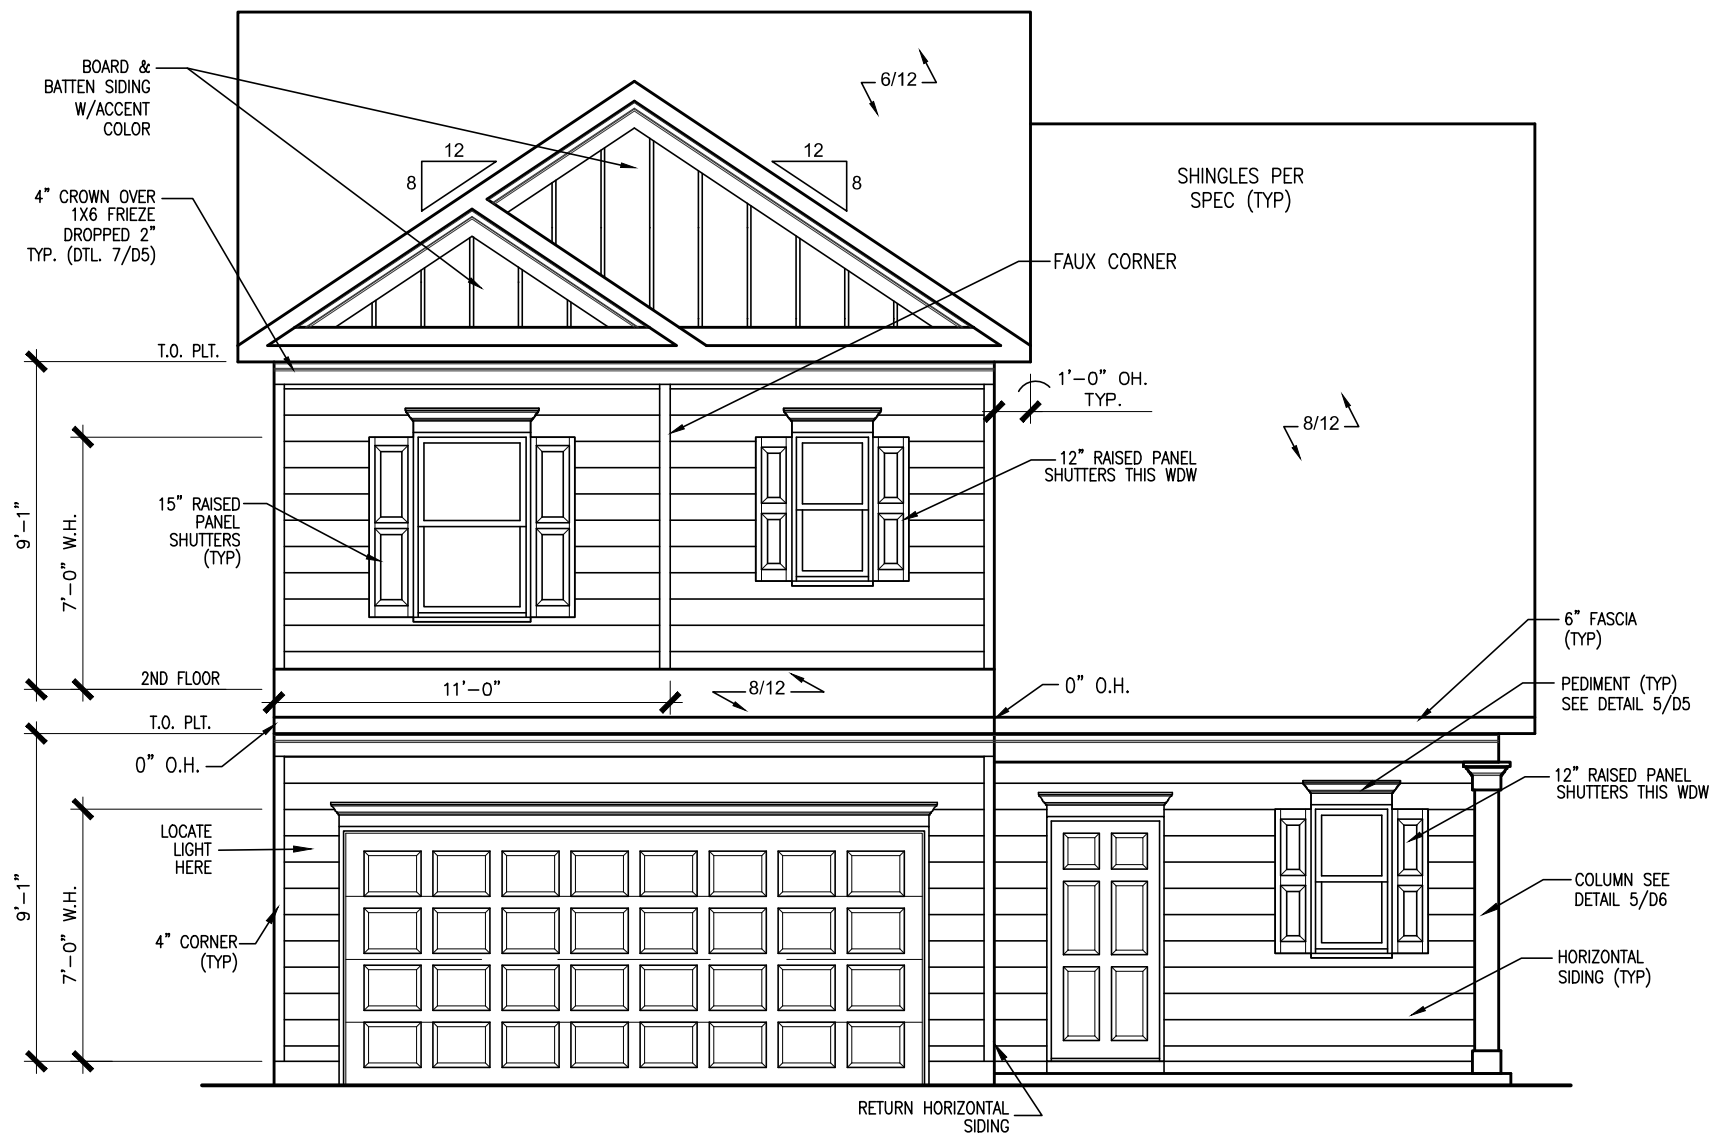 BOARD &
BATTEN SIDING
W/ACCENT
COLOR
6/12
12
8
12
8
SHINGLES PER
SPEC (TYP)
4" CROWN OVER
1X6 FRIEZE
DROPPED 2"
TYP. (DTL. 7/D5)
FAUX CORNER
T.O. PLT.
1'-0" OH.
TYP.
8/12
12" RAISED PANEL
SHUTTERS THIS WDW
15" RAISED
PANEL
SHUTTERS
(TYP)
9'-1"
7'-0" W.H.
6" FASCIA
(TYP)
2ND FLOOR
11'-0"
8/12
0" O.H.
PEDIMENT (TYP)
SEE DETAIL 5/D5
T.O. PLT.
0" O.H.
12" RAISED PANEL
SHUTTERS THIS WDW
LOCATE
LIGHT
HERE
9'-1"
7'-0" W.H.
COLUMN SEE
DETAIL 5/D6
4" CORNER
(TYP)
HORIZONTAL
SIDING (TYP)
RETURN HORIZONTAL
SIDING